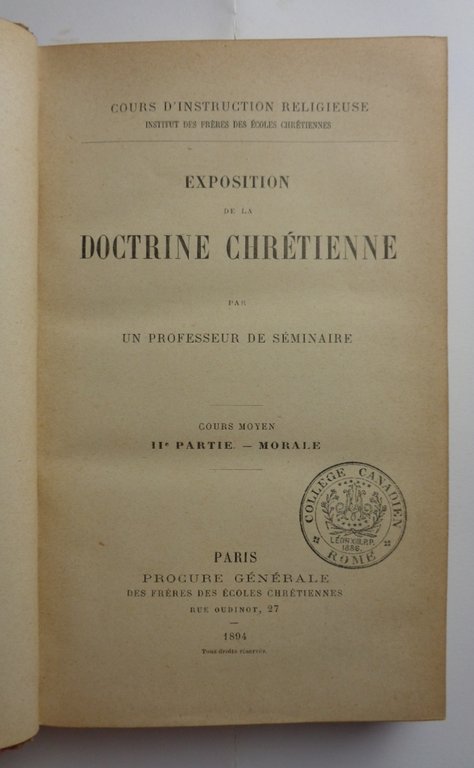 COURS D'INSTRUCTION RELIGIEUSE
INSTITUT DES FRÈRES DES ÉCOLES CHRÉTIENNES
EXPOSITION
DE LA
DOCTRINE CHRÉTIENNE
PAR
UN PROFESSEUR DE SÉMINAIRE
COURS MOYEN
IIe PARTIE. — MORALE
COLLEGE CANADIEN
LEON XIII. P.P.
1886.
ROME
PARIS
PROCURE GÉNÉRALE
DES FRÈRES DES ÉCOLES CHRÉTIENNES
RUE OUDINOT, 27
1894
Tous droits réservés.